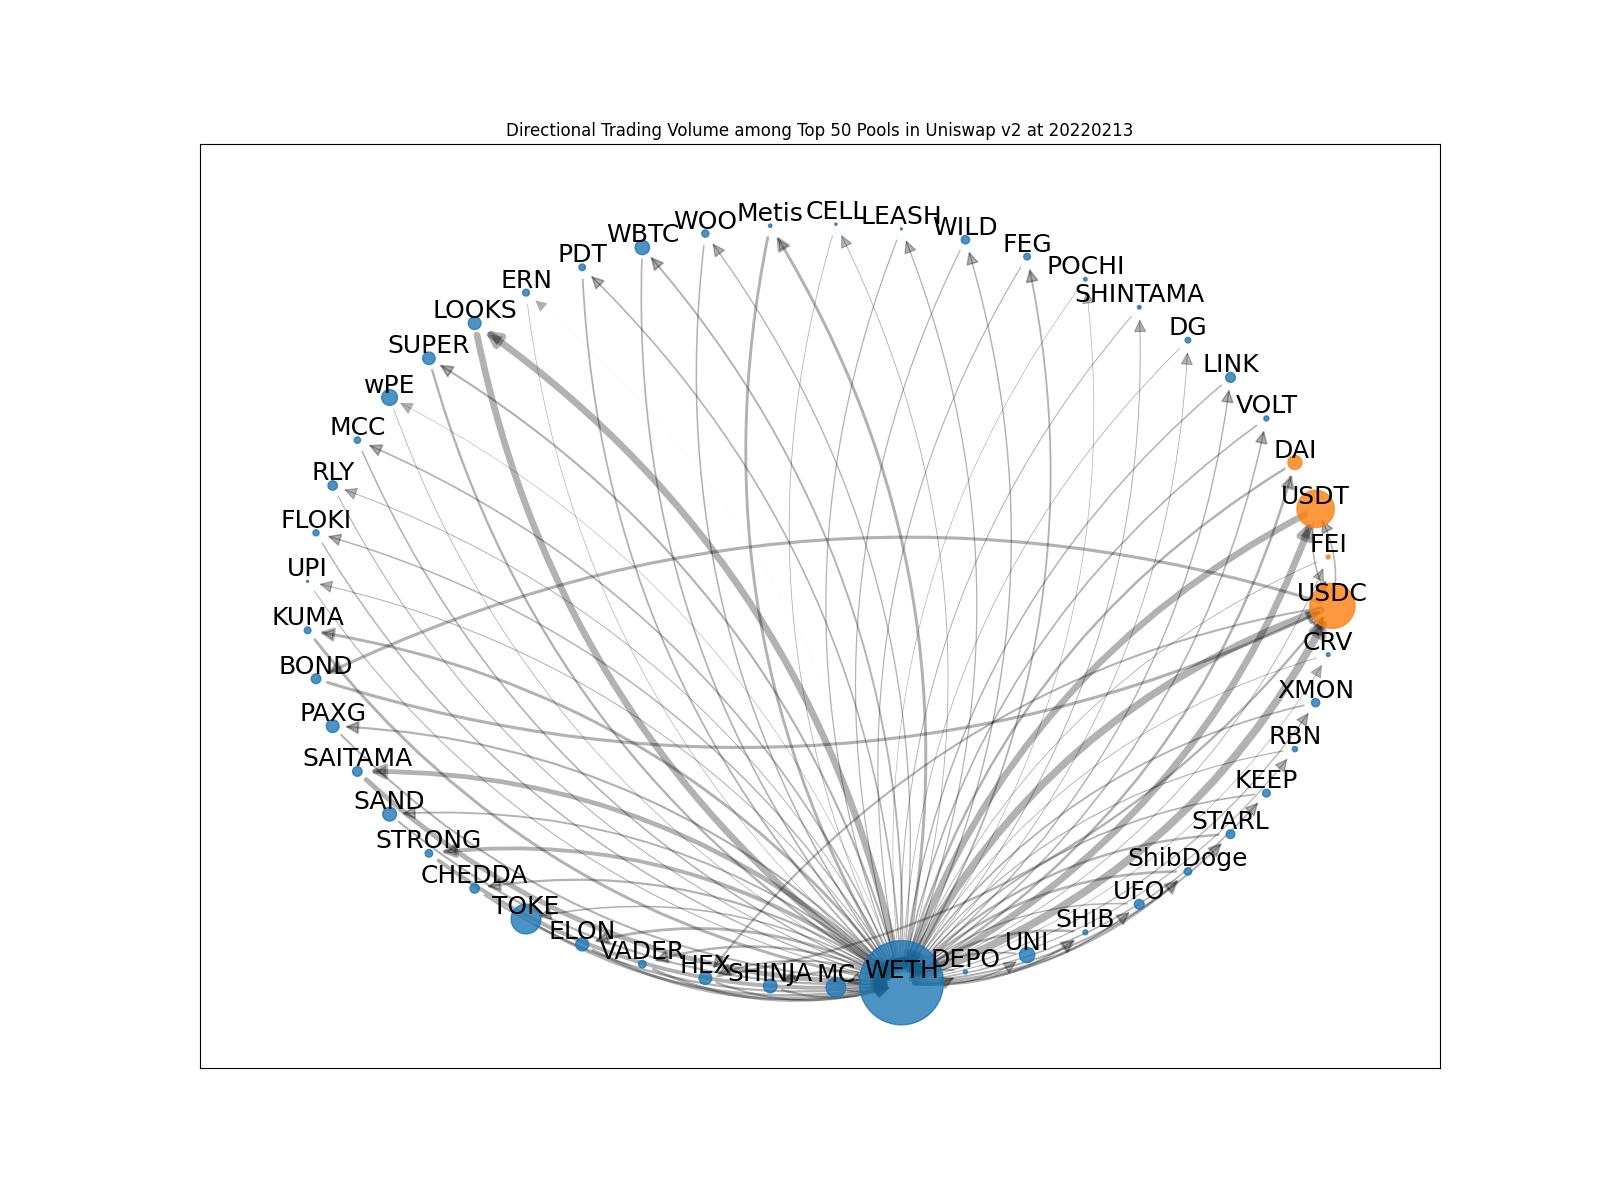 Directional Trading Volume among Top 50 Pools in Uniswap v2 at 20220213
Metis
CELL
LEASH
WOO
WILD
WBTC
FEG
PDT
POCHI
ERN
SHINTAMA
LOOKS
DG
SUPER
LINK
wPE
VOLT
MCC
DAI
RLY
USDT
FLOKI
FEI
UPI
USDC
KUMA
CRV
BOND
XMON
PAXG
RBN
SAITAMA
KEEP
SAND
STARL
STRONG
ShibDoge
CHEDDA
UFO
TOKE
SHIB
ELON
UNI
VADER
DEPO
HEX
SHINJA
MC
WETH